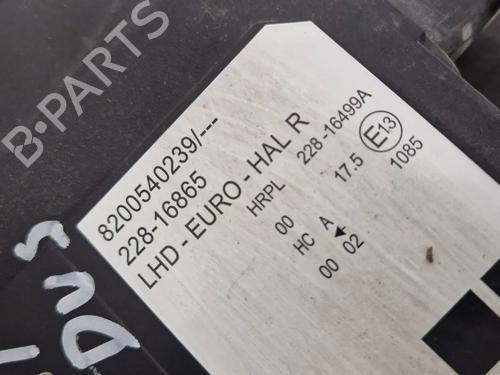 B-PARTS
8200540239/---
228-16865
LHD - EURO - HAL R
HRPL 228-16499A
00 17.5 E13
HC A 1085
00 02